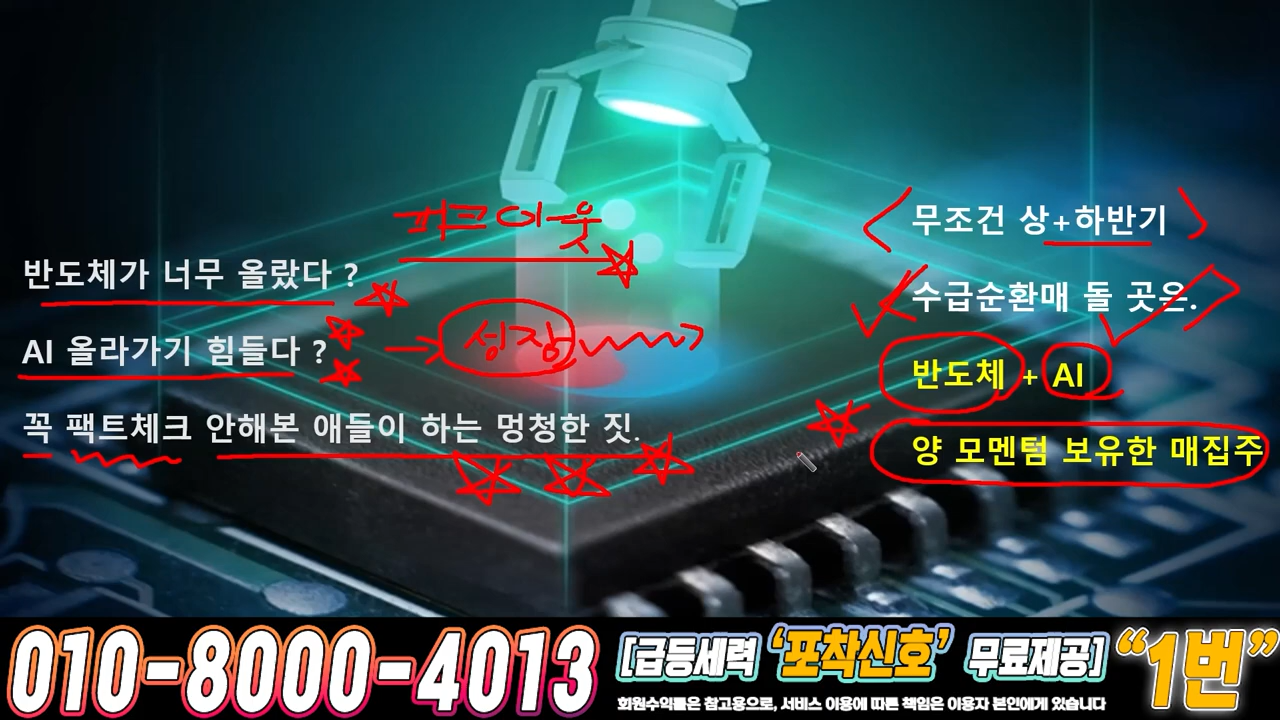 반도체가 너무 올랐다 ?
AI 올라가기 힘들다 ?
꼭 팩트체크 안해본 애들이 하는 멍청한 짓.
성장
무조건 상+하반기
수급순환매 돌 곳은.
반도체 + AI
양 모멘텀 보유한 매집주
010-8000-4013
[급등세력 '포착신호' 무료제공] "1번"
회원수익률은 참고용으로, 서비스 이용에 따른 책임은 이용자 본인에게 있습니다